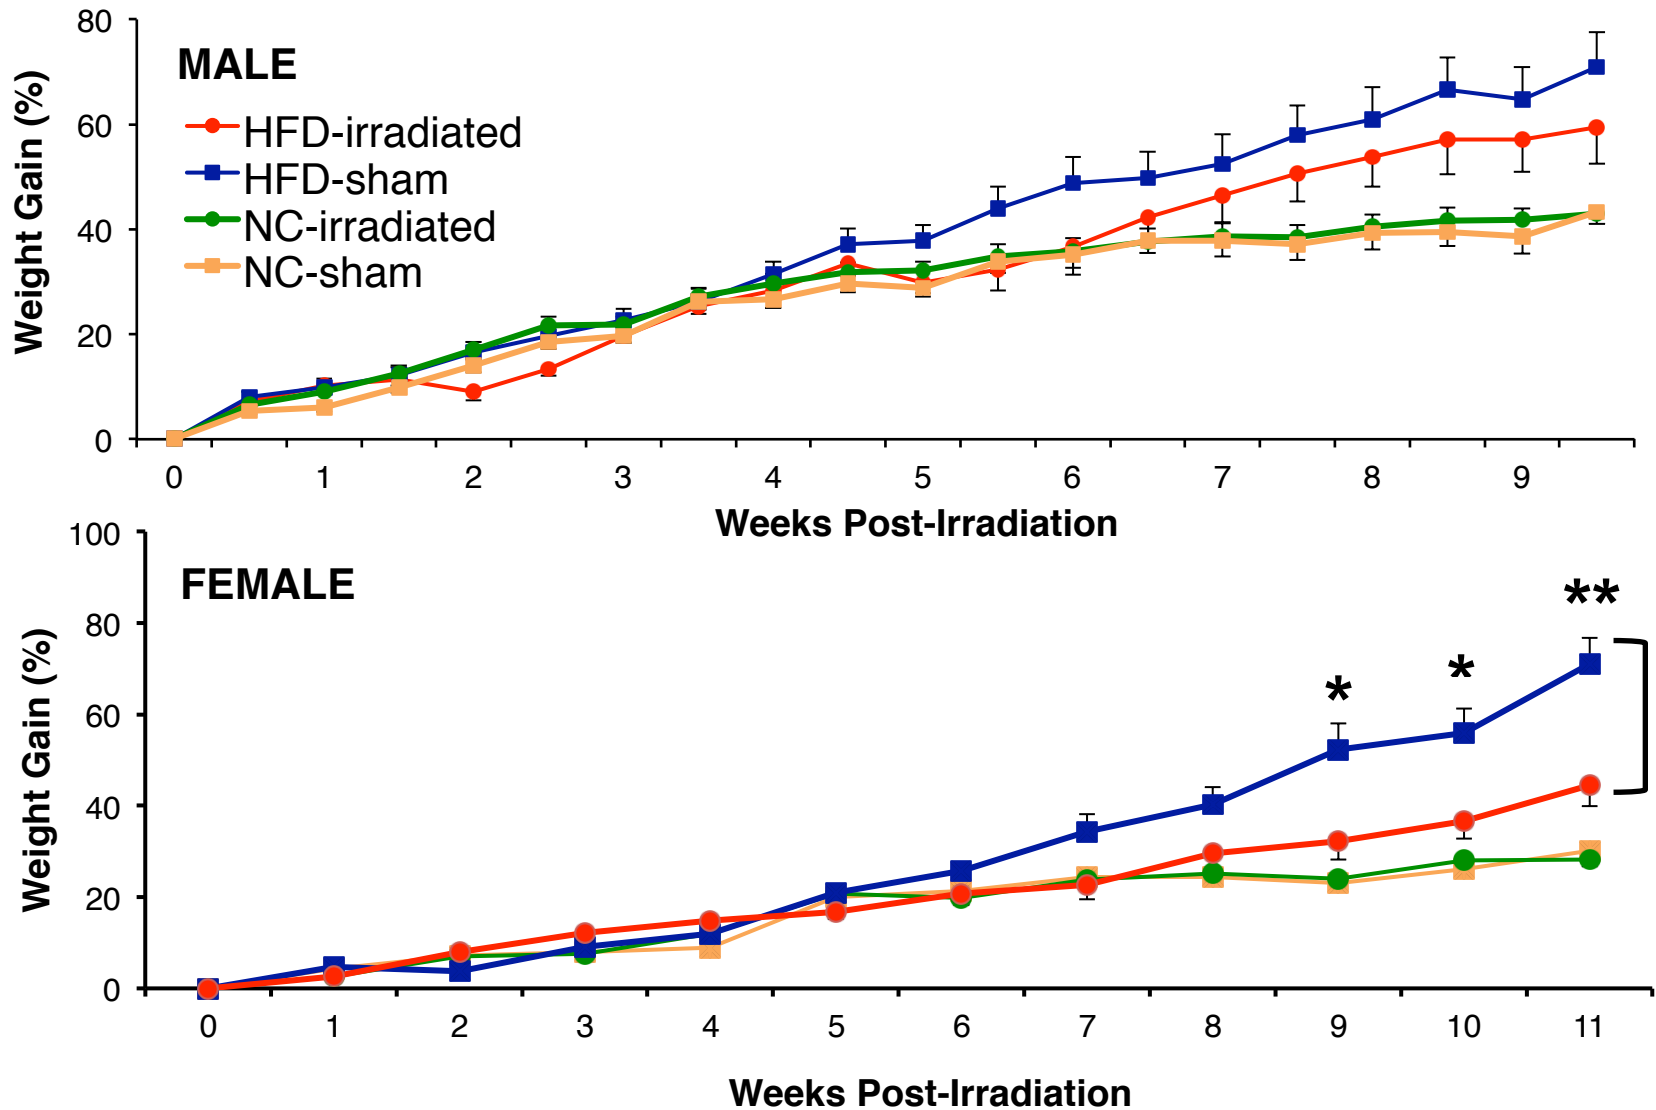 80
60
40
20
0
Weight Gain (%)
MALE
HFD-irradiated
HFD-sham
NC-irradiated
NC-sham
0 1 2 3 4 5 6 7 8 9
Weeks Post-Irradiation
100
80
60
40
20
0
Weight Gain (%)
FEMALE
*
*
**
0 1 2 3 4 5 6 7 8 9 10 11
Weeks Post-Irradiation